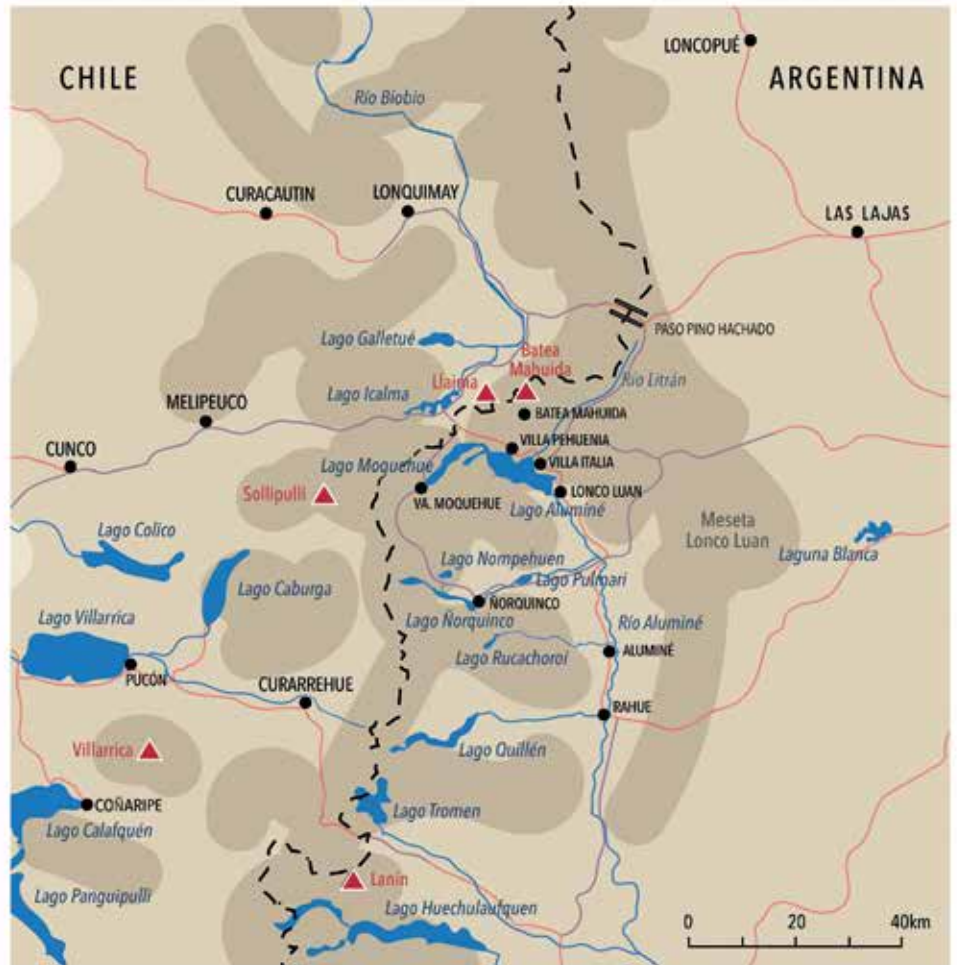 LONCOPUÉ
CHILE
ARGENTINA
Río Biobio
CURACAUTIN
LONQUIMAY
LAS LAJAS
PASO PINO HACHADO
Lago Galletué
Batea
Mahuida
Llaima
Río Litrán
Lago Icalma
MELIPEUCO
BATEA MAHUIDA
VILLA PEHUENIA
CUNCO
Lago Moquehue
VILLA ITALIA
Sollipulli
VA. MOQUEHUE
LONCO LUAN
Lago Aluminé
Meseta
Lonco Luan
Lago Colico
Laguna Blanca
Lago Nompehuen
Lago Caburga
Lago Pulmari
ÑORQUINCO
Lago Villarrica
Lago Ñorquinco
Río Aluminé
Lago Rucachoroi
ALUMINÉ
PUCÓN
CURARREHUE
RAHUE
Villarrica
Lago Quillén
COÑARIPE
Lago Tromen
Lago Calafquén
Lanín
Lago Panguipulli
Lago Huechulaufquen
0 20 40km